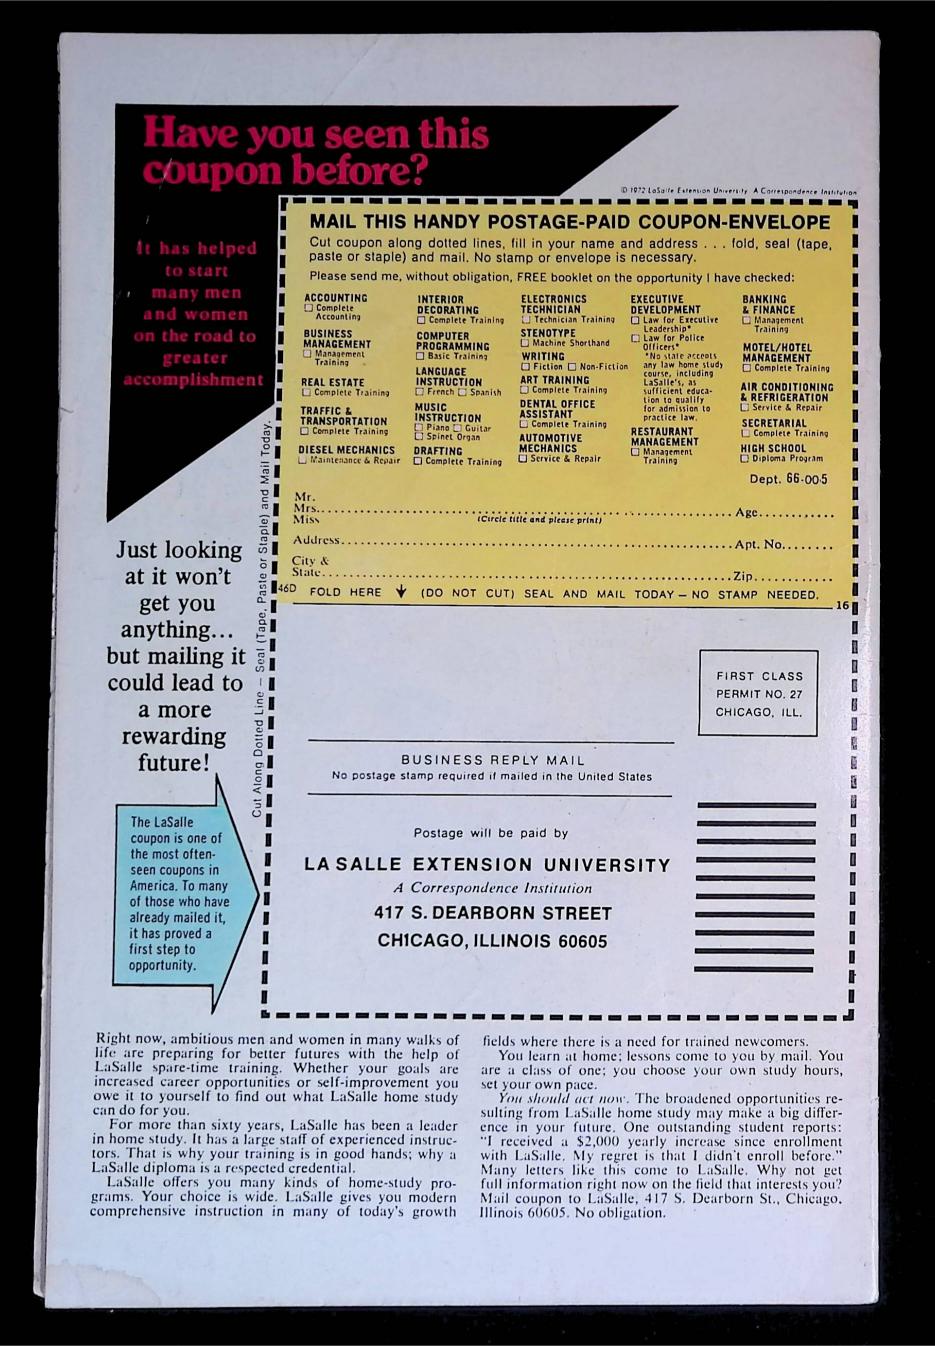 Have you seen this
coupon before?
© 1972 LaSalle Extension University A Correspondence Institution
It has helped
to start
many men
and women
on the road to
greater
accomplishment
MAIL THIS HANDY POSTAGE-PAID COUPON-ENVELOPE
Cut coupon along dotted lines, fill in your name and address . . . fold, seal (tape,
paste or staple) and mail. No stamp or envelope is necessary.
Please send me, without obligation, FREE booklet on the opportunity I have checked:
ACCOUNTING
☐ Complete
Accounting
BUSINESS
MANAGEMENT
☐ Management
Training
REAL ESTATE
☐ Complete Training
TRAFFIC &
TRANSPORTATION
☐ Complete Training
DIESEL MECHANICS
☐ Maintenance & Repair
INTERIOR
DECORATING
☐ Complete Training
COMPUTER
PROGRAMMING
☐ Basic Training
LANGUAGE
INSTRUCTION
☐ French ☐ Spanish
MUSIC
INSTRUCTION
☐ Piano ☐ Guitar
☐ Spinet Organ
DRAFTING
☐ Complete Training
ELECTRONICS
TECHNICIAN
☐ Technician Training
STENOTYPE
☐ Machine Shorthand
WRITING
☐ Fiction ☐ Non-Fiction
ART TRAINING
☐ Complete Training
DENTAL OFFICE
ASSISTANT
☐ Complete Training
AUTOMOTIVE
MECHANICS
☐ Service & Repair
EXECUTIVE
DEVELOPMENT
☐ Law for Executive
Leadership*
☐ Law for Police
Officers*
*No state accepts
any law home study
course, including
LaSalle's, as
sufficient educa-
tion to qualify
for admission to
practice law.
RESTAURANT
MANAGEMENT
☐ Management
Training
BANKING
& FINANCE
☐ Management
Training
MOTEL/HOTEL
MANAGEMENT
☐ Complete Training
AIR CONDITIONING
& REFRIGERATION
☐ Service & Repair
SECRETARIAL
☐ Complete Training
HIGH SCHOOL
☐ Diploma Program
Dept. 66-005
Mr.
Mrs.......................................................Age............
Miss (Circle title and please print)
Address.......................................................Apt. No........
City &
State.......................................................Zip............
46D FOLD HERE ↓ (DO NOT CUT) SEAL AND MAIL TODAY — NO STAMP NEEDED.
16
Cut Along Dotted Line — Seal (Tape, Paste or Staple) and Mail Today.
Just looking
at it won't
get you
anything...
but mailing it
could lead to
a more
rewarding
future!
The LaSalle
coupon is one of
the most often-
seen coupons in
America. To many
of those who have
already mailed it,
it has proved a
first step to
opportunity.
FIRST CLASS
PERMIT NO. 27
CHICAGO, ILL.
BUSINESS REPLY MAIL
No postage stamp required if mailed in the United States
Postage will be paid by
LA SALLE EXTENSION UNIVERSITY
A Correspondence Institution
417 S. DEARBORN STREET
CHICAGO, ILLINOIS 60605
Right now, ambitious men and women in many walks of
life are preparing for better futures with the help of
LaSalle spare-time training. Whether your goals are
increased career opportunities or self-improvement you
owe it to yourself to find out what LaSalle home study
can do for you.
For more than sixty years, LaSalle has been a leader
in home study. It has a large staff of experienced instruc-
tors. That is why your training is in good hands; why a
LaSalle diploma is a respected credential.
LaSalle offers you many kinds of home-study pro-
grams. Your choice is wide. LaSalle gives you modern
comprehensive instruction in many of today's growth
fields where there is a need for trained newcomers.
You learn at home; lessons come to you by mail. You
are a class of one; you choose your own study hours,
set your own pace.
You should act now. The broadened opportunities re-
sulting from LaSalle home study may make a big differ-
ence in your future. One outstanding student reports:
"I received a $2,000 yearly increase since enrollment
with LaSalle. My regret is that I didn't enroll before."
Many letters like this come to LaSalle. Why not get
full information right now on the field that interests you?
Mail coupon to LaSalle, 417 S. Dearborn St., Chicago,
Illinois 60605. No obligation.